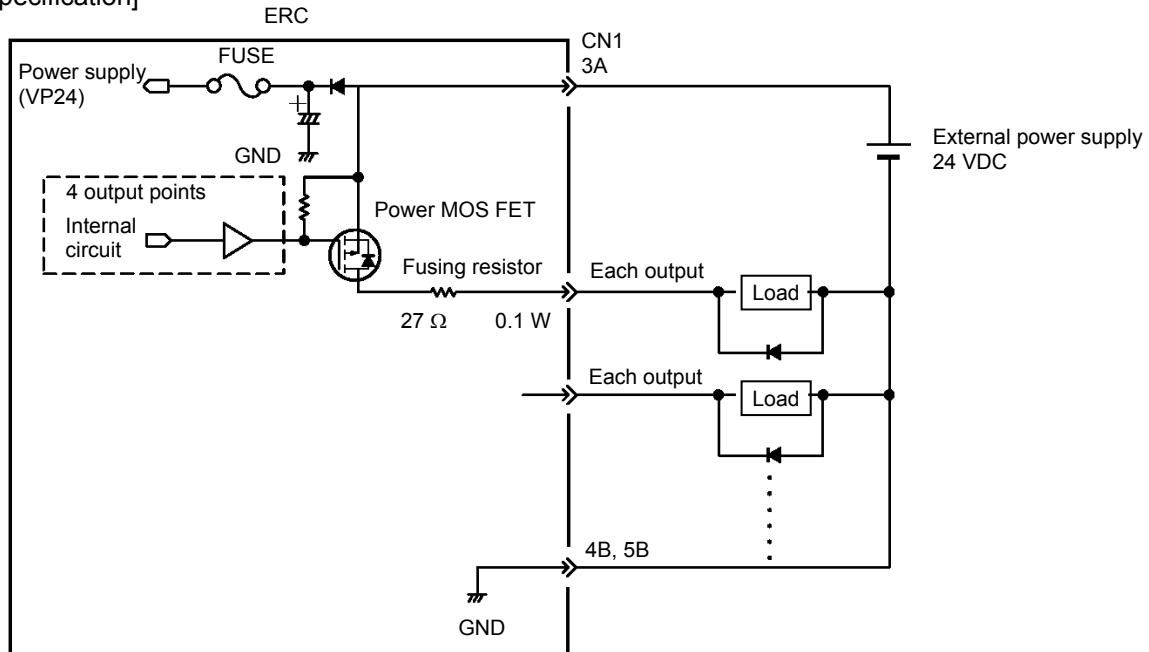 pecification]
ERC
CN1
3A
FUSE
Power supply
(VP24)
External power supply
24 VDC
GND
4 output points
Internal
circuit
Power MOS FET
Fusing resistor
27 Ω 0.1 W
Each output
Load
Each output
Load
4B, 5B
GND